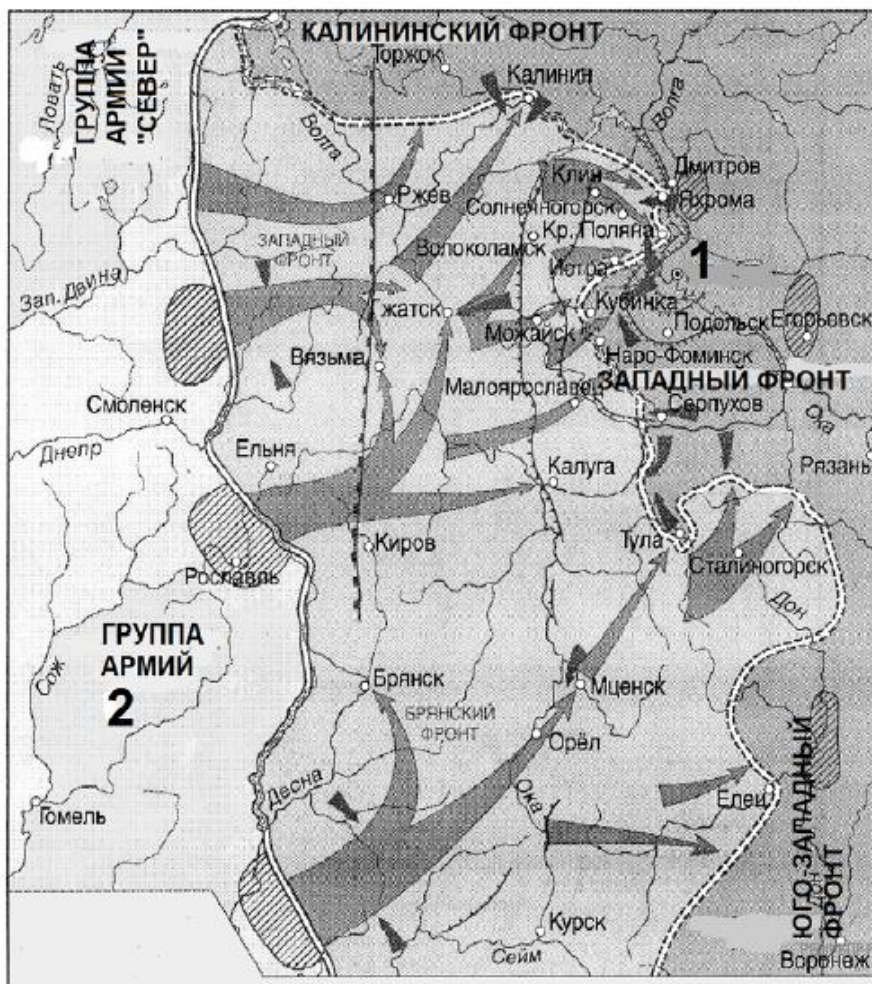 КАЛИНИНСКИЙ ФРОНТ
Торжок
Ловать
ГРУППА
АРМИЙ
"СЕВЕР"
Калинин
Волга
Волга
Дмитров
Клин
Яхрома
Ржев
Солнечногорск
Кр. Поляна
ЗАПАДНЫЙ
ФРОНТ
Волоколамск
Истра
1
Зап. Двина
жатск
Кубинка
Можайск
Подольск
Егорьевск
Вязьма
Наро-Фоминск
Малоярославец
ЗАПАДНЫЙ ФРОНТ
Смоленск
Серпухов
Ока
Днепр
Ельня
Калуга
Рязань
Киров
Тула
Рославль
Сталиногорск
Дон
ГРУППА
АРМИЙ
2
Сож
Брянск
Мценск
БРЯНСКИЙ
ФРОНТ
Орёл
Десна
Ока
Елец
Гомель
ЮГО-ЗАПАДНЫЙ
ФРОНТ
Дон
Курск
Сейм
Воронеж